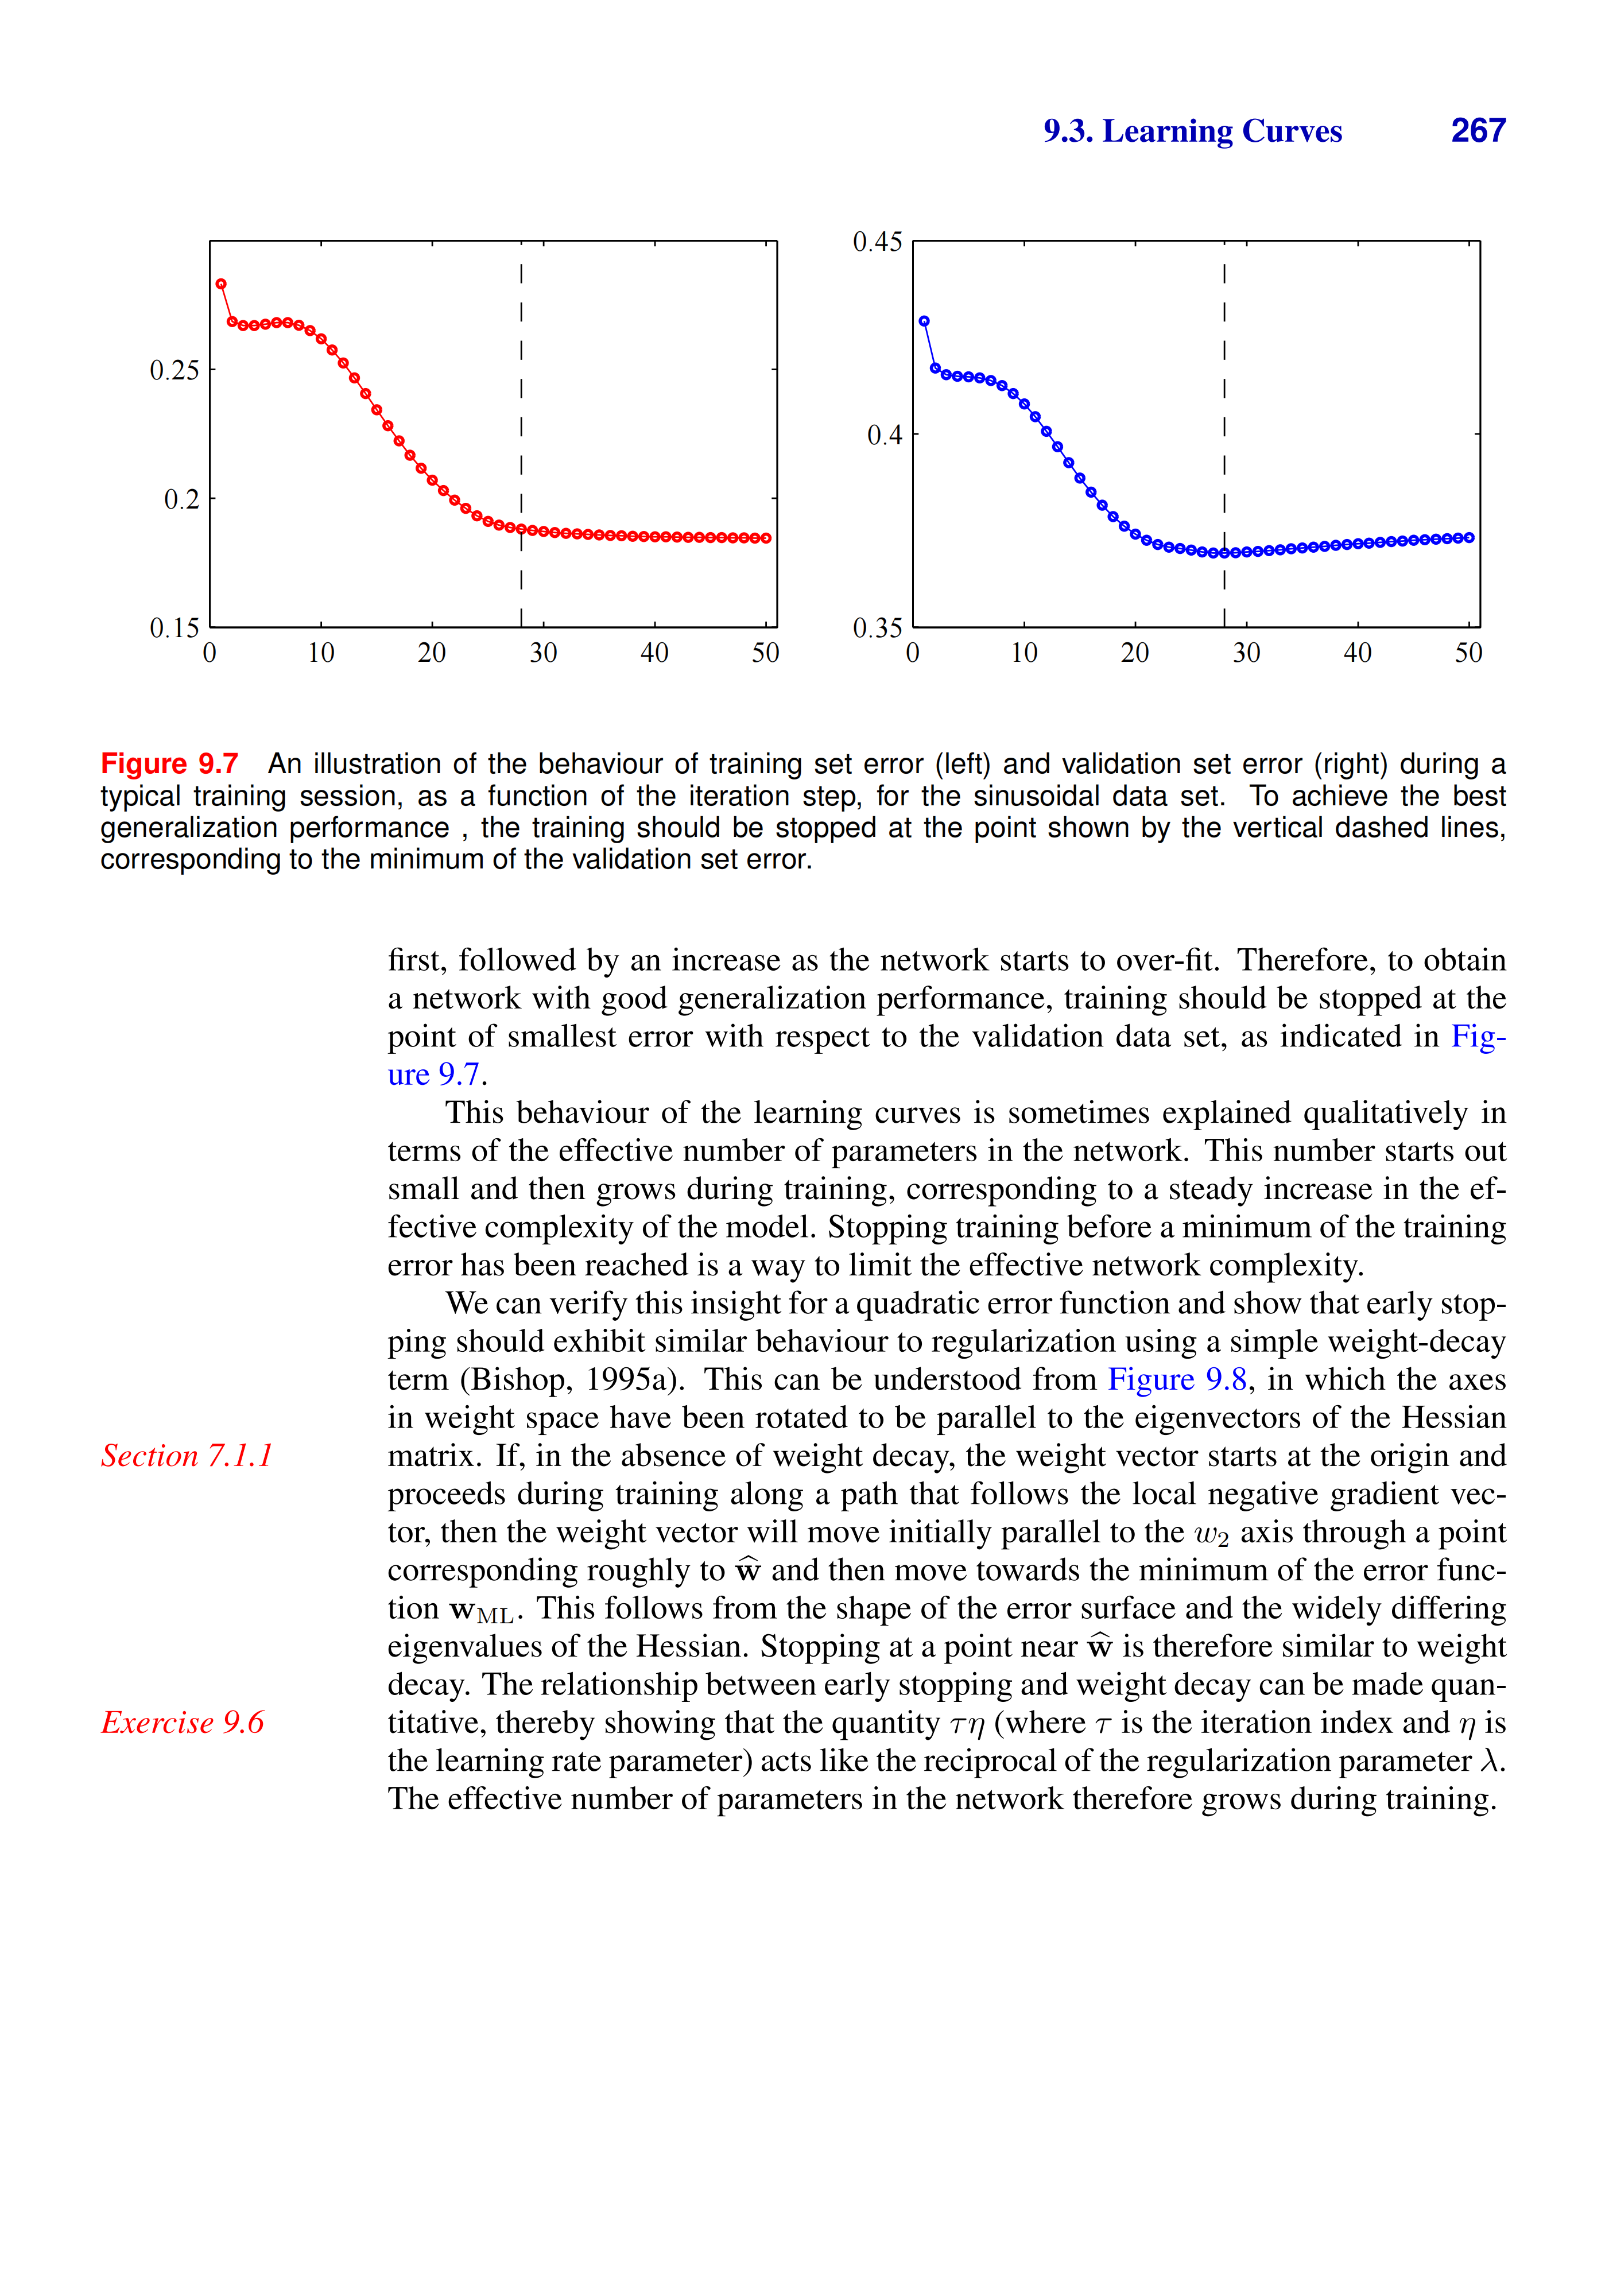 9.3. Learning Curves 267
0.25
0.2
0.15
0 10 20 30 40 50
0.45
0.4
0.35
0 10 20 30 40 50
Figure 9.7 An illustration of the behaviour of training set error (left) and validation set error (right) during a
typical training session, as a function of the iteration step, for the sinusoidal data set. To achieve the best
generalization performance , the training should be stopped at the point shown by the vertical dashed lines,
corresponding to the minimum of the validation set error.
first, followed by an increase as the network starts to over-fit. Therefore, to obtain
a network with good generalization performance, training should be stopped at the
point of smallest error with respect to the validation data set, as indicated in Fig-
ure 9.7.
This behaviour of the learning curves is sometimes explained qualitatively in
terms of the effective number of parameters in the network. This number starts out
small and then grows during training, corresponding to a steady increase in the ef-
fective complexity of the model. Stopping training before a minimum of the training
error has been reached is a way to limit the effective network complexity.
We can verify this insight for a quadratic error function and show that early stop-
ping should exhibit similar behaviour to regularization using a simple weight-decay
term (Bishop, 1995a). This can be understood from Figure 9.8, in which the axes
in weight space have been rotated to be parallel to the eigenvectors of the Hessian
Section 7.1.1 matrix. If, in the absence of weight decay, the weight vector starts at the origin and
proceeds during training along a path that follows the local negative gradient vec-
tor, then the weight vector will move initially parallel to the w₂ axis through a point
corresponding roughly to ŵ and then move towards the minimum of the error func-
tion w_ML. This follows from the shape of the error surface and the widely differing
eigenvalues of the Hessian. Stopping at a point near ŵ is therefore similar to weight
decay. The relationship between early stopping and weight decay can be made quan-
Exercise 9.6 titative, thereby showing that the quantity τη (where τ is the iteration index and η is
the learning rate parameter) acts like the reciprocal of the regularization parameter λ.
The effective number of parameters in the network therefore grows during training.